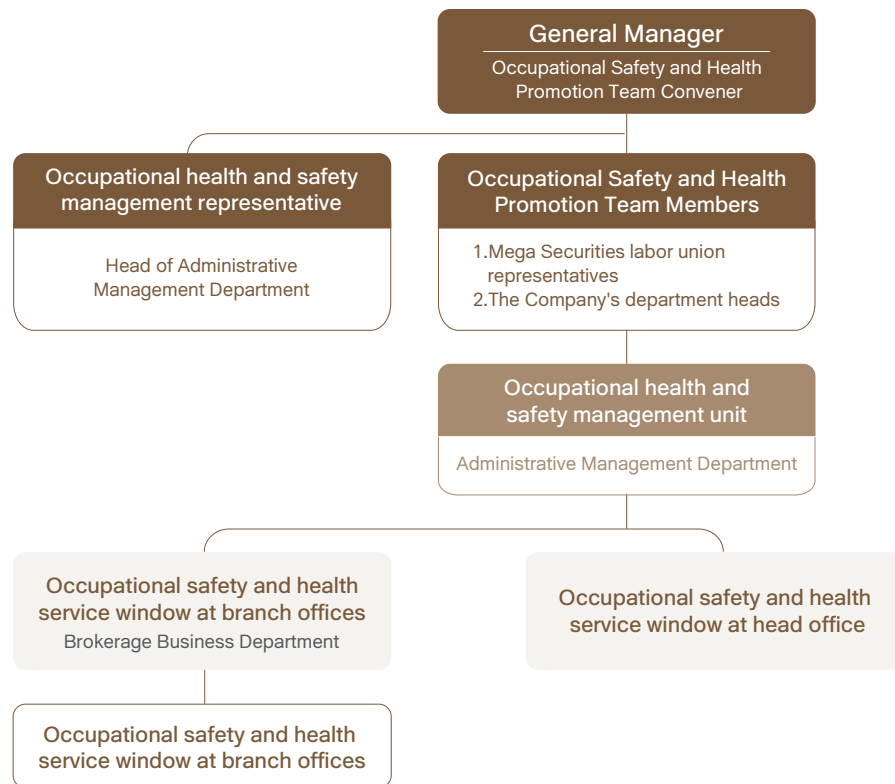 General Manager
Occupational Safety and Health
Promotion Team Convener
Occupational health and safety
management representative
Head of Administrative
Management Department
Occupational Safety and Health
Promotion Team Members
1.Mega Securities labor union
representatives
2.The Company's department heads
Occupational health and
safety management unit
Administrative Management Department
Occupational safety and health
service window at branch offices
Brokerage Business Department
Occupational safety and health
service window at head office
Occupational safety and health
service window at branch offices